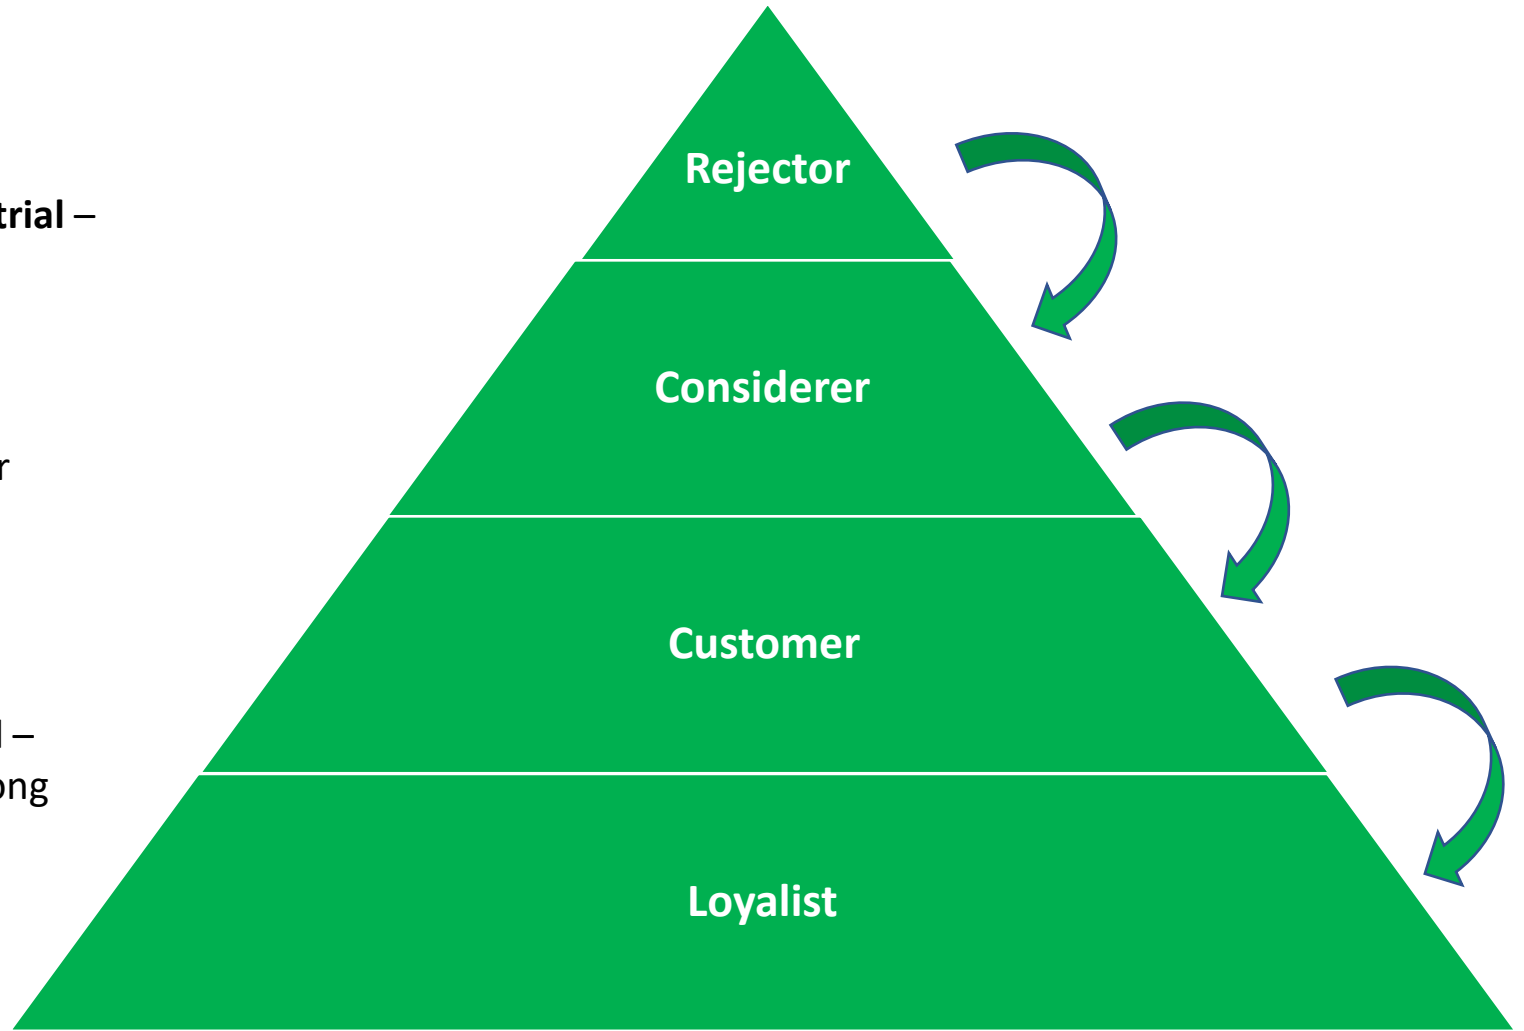 Rejector
trial –
Considerer
r
Customer
–
ong
Loyalist